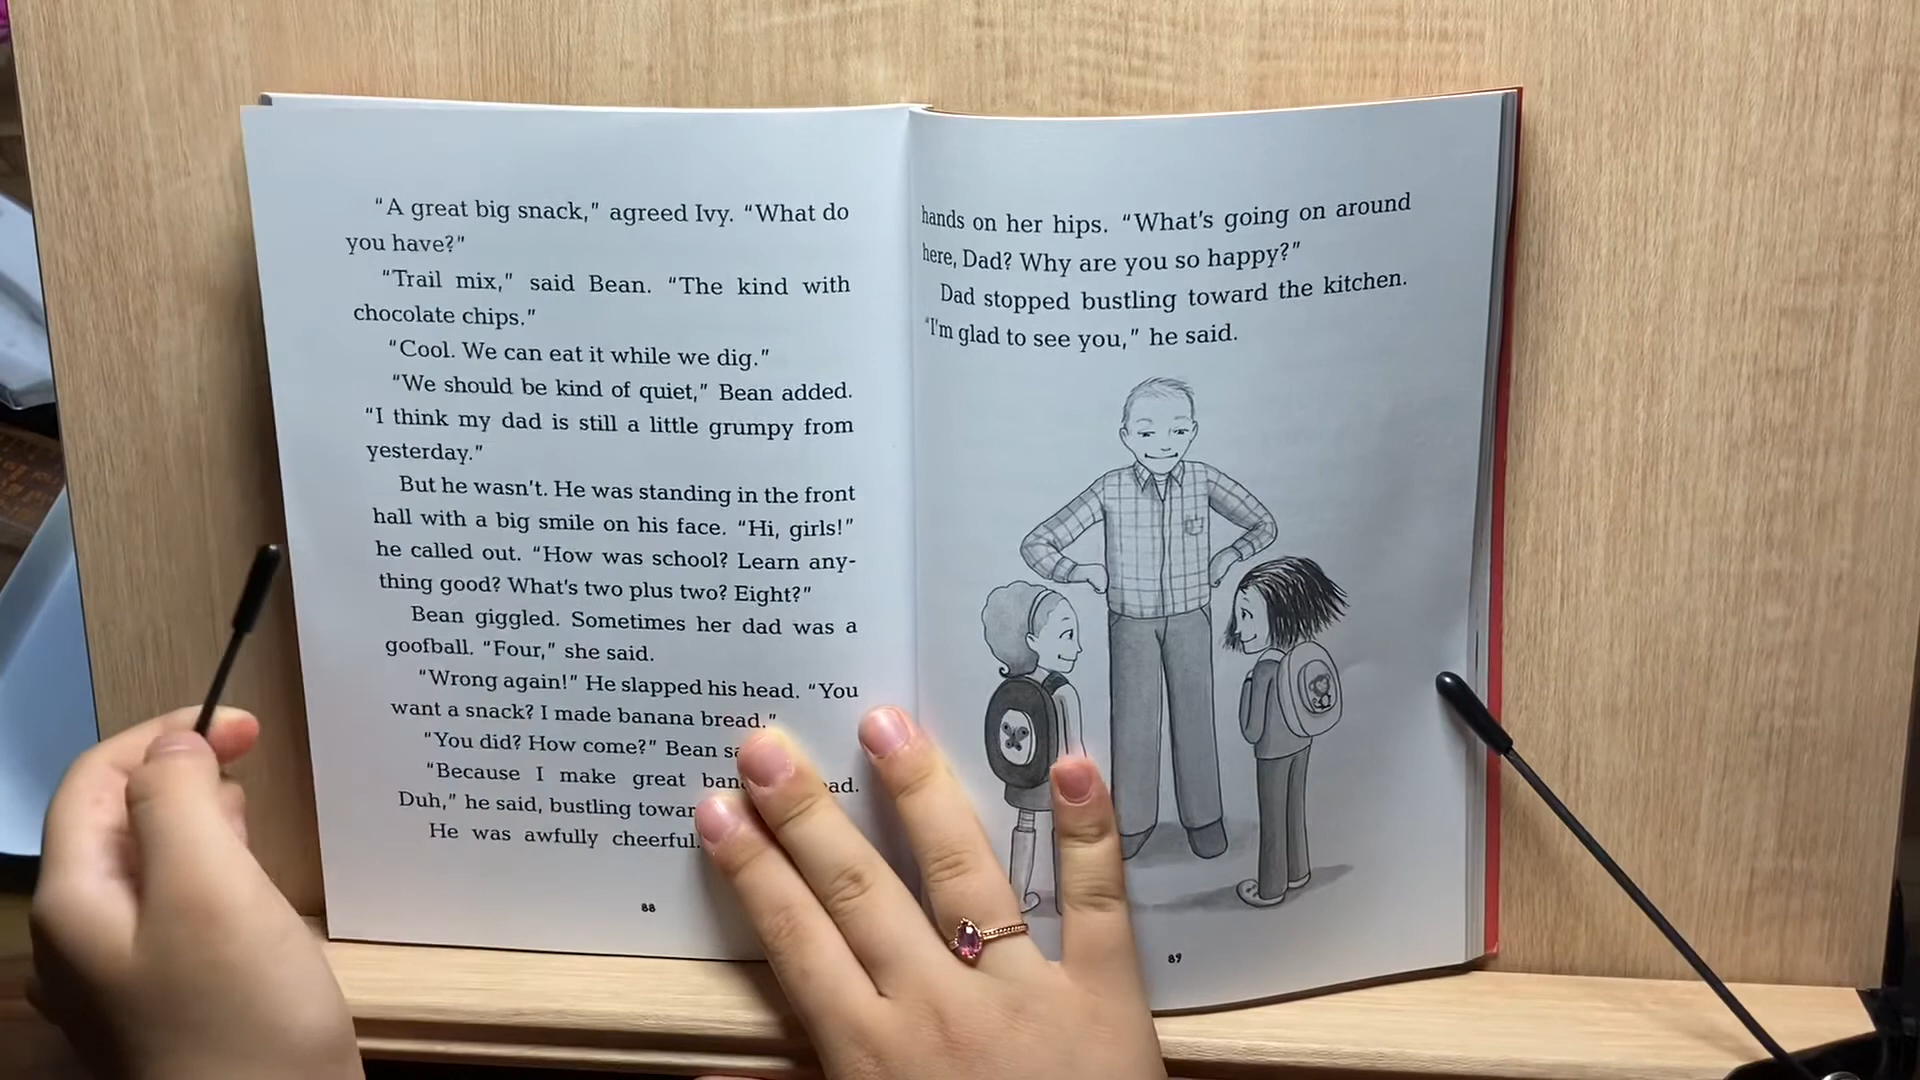 “A great big snack,” agreed Ivy. “What do
you have?”
“Trail mix,” said Bean. “The kind with
chocolate chips.”
“Cool. We can eat it while we dig.”
“We should be kind of quiet,” Bean added.
“I think my dad is still a little grumpy from
yesterday.”
But he wasn't. He was standing in the front
hall with a big smile on his face. “Hi, girls!”
he called out. “How was school? Learn any-
thing good? What's two plus two? Eight?”
Bean giggled. Sometimes her dad was a
goofball. “Four,” she said.
“Wrong again!” He slapped his head. “You
want a snack? I made banana bread.”
“You did? How come?” Bean
“Because I make great
Duh,” he said, bustling
He was awfully cheerful.
88
hands on her hips. “What's going on around
here, Dad? Why are you so happy?”
Dad stopped bustling toward the kitchen.
“I'm glad to see you,” he said.
89